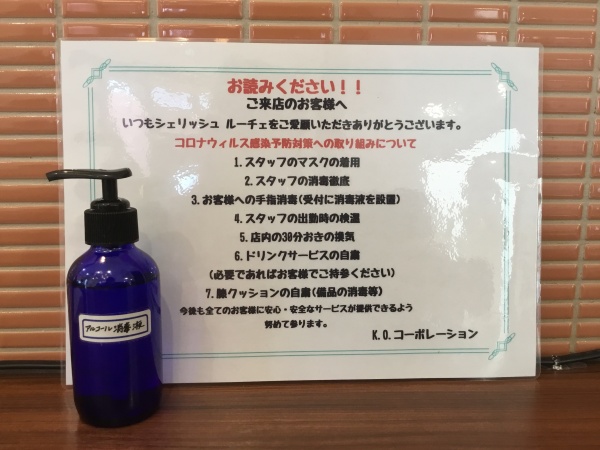 お読みください！！
ご来店のお客様へ
いつもシェリッシュ ルーチェをご愛顧いただきありがとうございます。
コロナウィルス感染予防対策への取り組みについて
1.スタッフのマスクの着用
2.スタッフの消毒徹底
3.お客様への手指消毒(受付に消毒液を設置)
4.スタッフの出勤時の検温
5.店内の30分おきの換気
6.ドリンクサービスの自粛
(必要であればお客様でご持参ください)
7.膝クッションの自粛(備品の消毒等)
今後も全てのお客様に安心・安全なサービスが提供できるよう
努めて参ります。
K.O.コーポレーション
アルコール消毒液